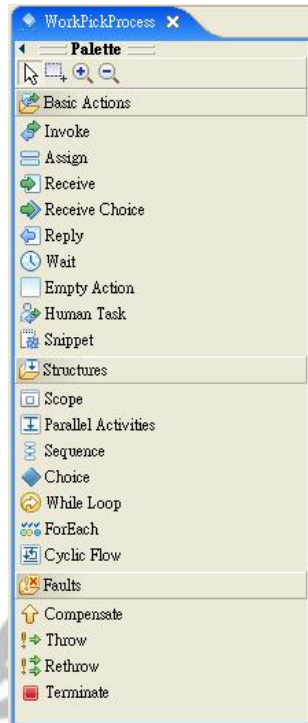 WorkPickProcess
Palette
Basic Actions
Invoke
Assign
Receive
Receive Choice
Reply
Wait
Empty Action
Human Task
Snippet
Structures
Scope
Parallel Activities
Sequence
Choice
While Loop
ForEach
Cyclic Flow
Faults
Compensate
Throw
Rethrow
Terminate